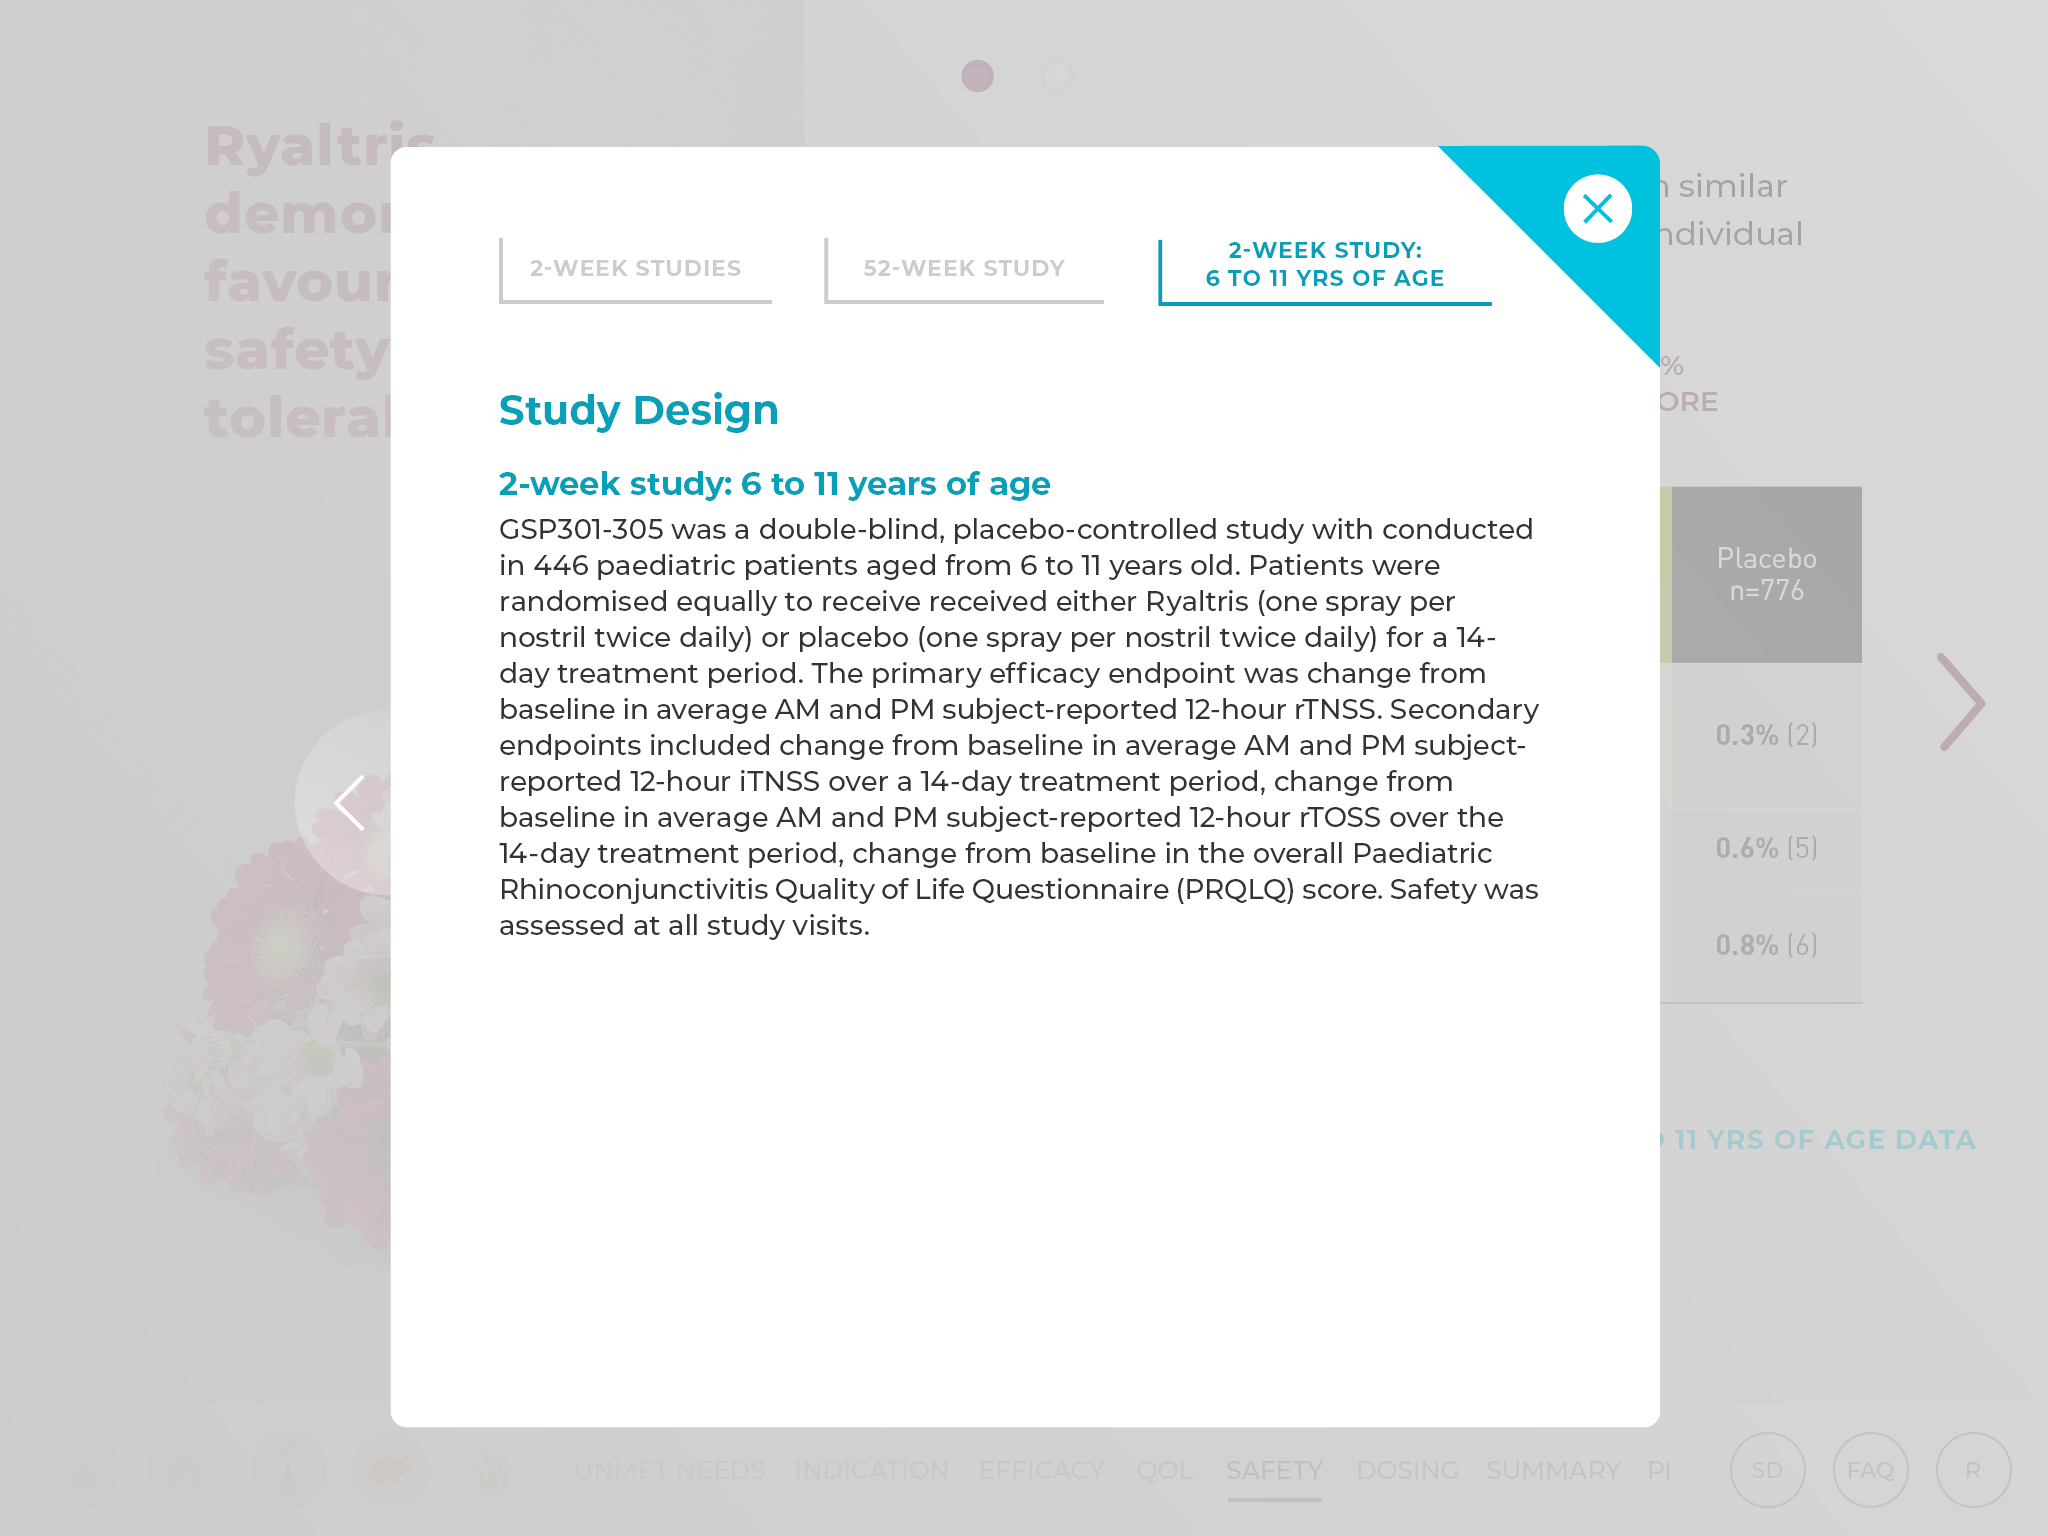 Ryaltris
similar
ndividual
safety
%
ORE
2-WEEK STUDIES
52-WEEK STUDY
2-WEEK STUDY:
6 TO 11 YRS OF AGE
Study Design
2-week study: 6 to 11 years of age
GSP301-305 was a double-blind, placebo-controlled study with conducted
in 446 paediatric patients aged from 6 to 11 years old. Patients were
randomised equally to receive received either Ryaltris (one spray per
nostril twice daily) or placebo (one spray per nostril twice daily) for a 14-
day treatment period. The primary efficacy endpoint was change from
baseline in average AM and PM subject-reported 12-hour rTNSS. Secondary
endpoints included change from baseline in average AM and PM subject-
reported 12-hour iTNSS over a 14-day treatment period, change from
baseline in average AM and PM subject-reported 12-hour rTOSS over the
14-day treatment period, change from baseline in the overall Paediatric
Rhinoconjunctivitis Quality of Life Questionnaire (PRQLQ) score. Safety was
assessed at all study visits.
Placebo
n=776
0.3% (2)
0.6% (5)
0.8% (6)
11 YRS OF AGE DATA
UNMET NEEDS INDICATION EFFICACY QOL SAFETY DOSING SUMMARY PI SD FAQ R